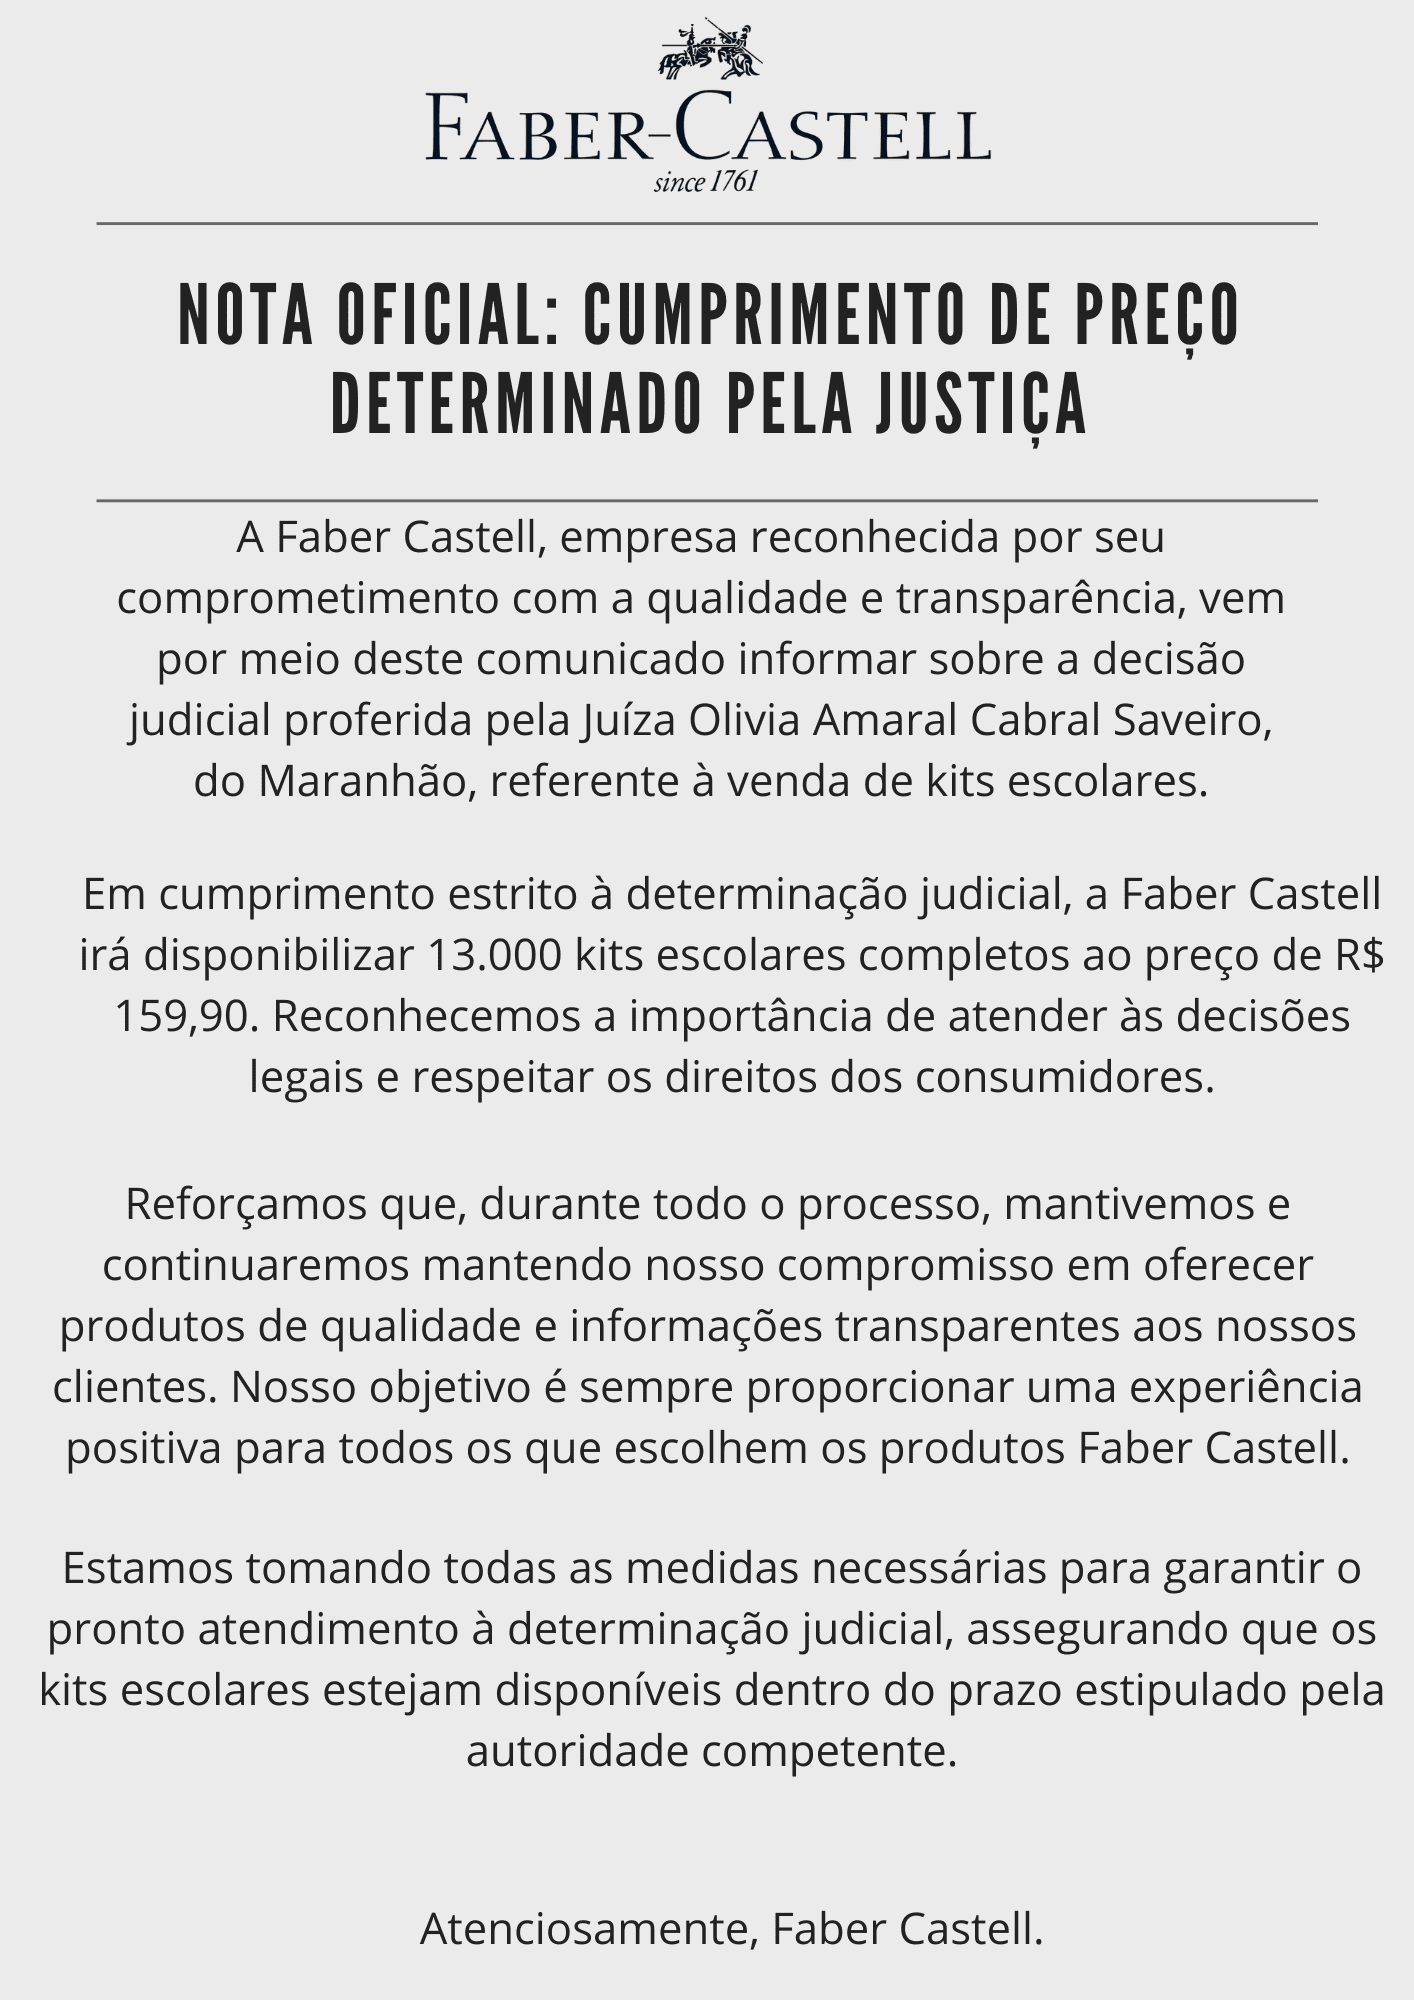 FABER-CASTELL
since 1761
NOTA OFICIAL: CUMPRIMENTO DE PREÇO
DETERMINADO PELA JUSTIÇA
A Faber Castell, empresa reconhecida por seu
comprometimento com a qualidade e transparência, vem
por meio deste comunicado informar sobre a decisão
judicial proferida pela Juíza Olivia Amaral Cabral Saveiro,
do Maranhão, referente à venda de kits escolares.
Em cumprimento estrito à determinação judicial, a Faber Castell
irá disponibilizar 13.000 kits escolares completos ao preço de R$
159,90. Reconhecemos a importância de atender às decisões
legais e respeitar os direitos dos consumidores.
Reforçamos que, durante todo o processo, mantivemos e
continuaremos mantendo nosso compromisso em oferecer
produtos de qualidade e informações transparentes aos nossos
clientes. Nosso objetivo é sempre proporcionar uma experiência
positiva para todos os que escolhem os produtos Faber Castell.
Estamos tomando todas as medidas necessárias para garantir o
pronto atendimento à determinação judicial, assegurando que os
kits escolares estejam disponíveis dentro do prazo estipulado pela
autoridade competente.
Atenciosamente, Faber Castell.